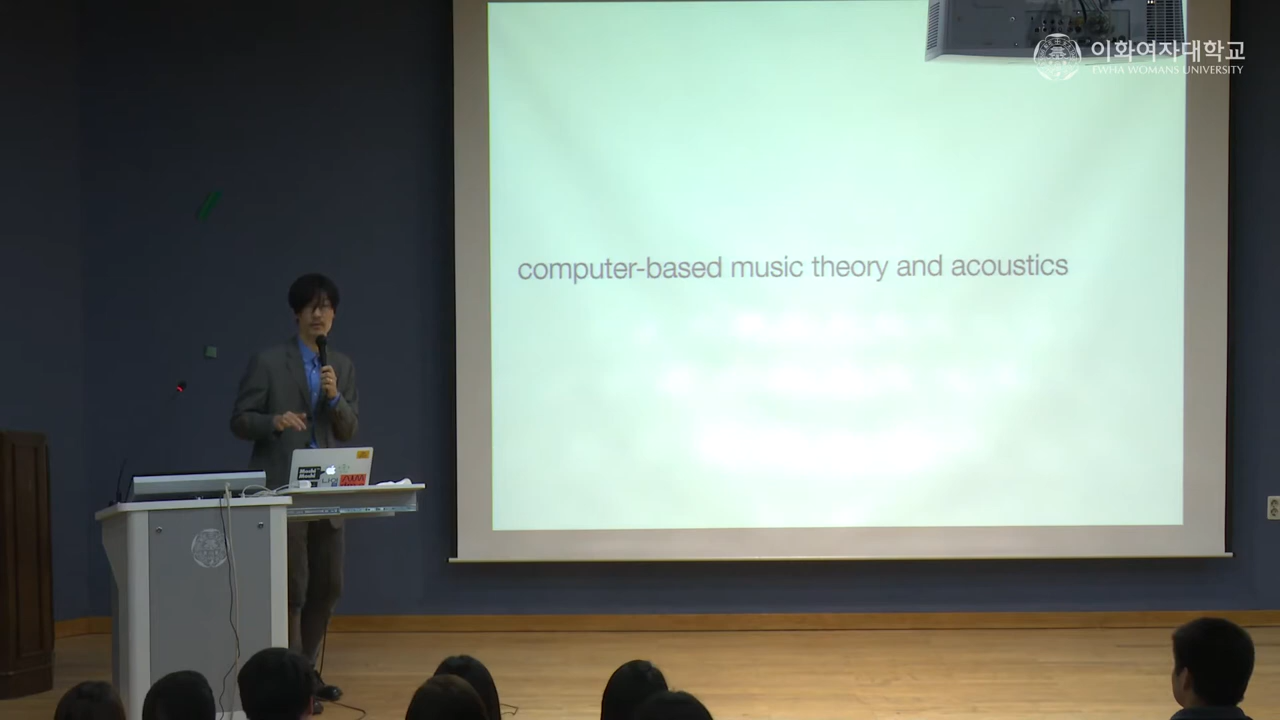 이화여자대학교
EWHA WOMANS UNIVERSITY
computer-based music theory and acoustics